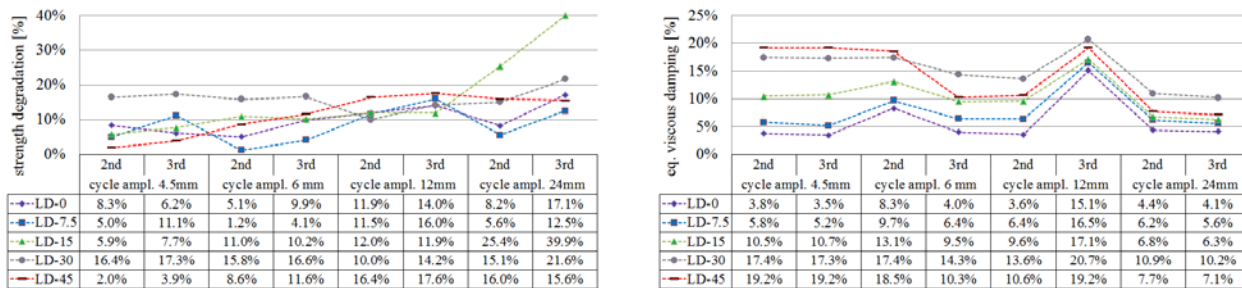 strength degradation [%]
40%
30%
20%
10%
0%
2nd 3rd 2nd 3rd 2nd 3rd 2nd 3rd
cycle ampl. 4.5mm cycle ampl. 6 mm cycle ampl. 12mm cycle ampl. 24mm
LD-0 8.3% 6.2% 5.1% 9.9% 11.9% 14.0% 8.2% 17.1%
LD-7.5 5.0% 11.1% 1.2% 4.1% 11.5% 16.0% 5.6% 12.5%
LD-15 5.9% 7.7% 11.0% 10.2% 12.0% 11.9% 25.4% 39.9%
LD-30 16.4% 17.3% 15.8% 16.6% 10.0% 14.2% 15.1% 21.6%
LD-45 2.0% 3.9% 8.6% 11.6% 16.4% 17.6% 16.0% 15.6%
eq. viscous damping [%]
25%
20%
15%
10%
5%
0%
2nd 3rd 2nd 3rd 2nd 3rd 2nd 3rd
cycle ampl. 4.5mm cycle ampl. 6 mm cycle ampl. 12mm cycle ampl. 24mm
LD-0 3.8% 3.5% 8.3% 4.0% 3.6% 15.1% 4.4% 4.1%
LD-7.5 5.8% 5.2% 9.7% 6.4% 6.4% 16.5% 6.2% 5.6%
LD-15 10.5% 10.7% 13.1% 9.5% 9.6% 17.1% 6.8% 6.3%
LD-30 17.4% 17.3% 17.4% 14.3% 13.6% 20.7% 10.9% 10.2%
LD-45 19.2% 19.2% 18.5% 10.3% 10.6% 19.2% 7.7% 7.1%